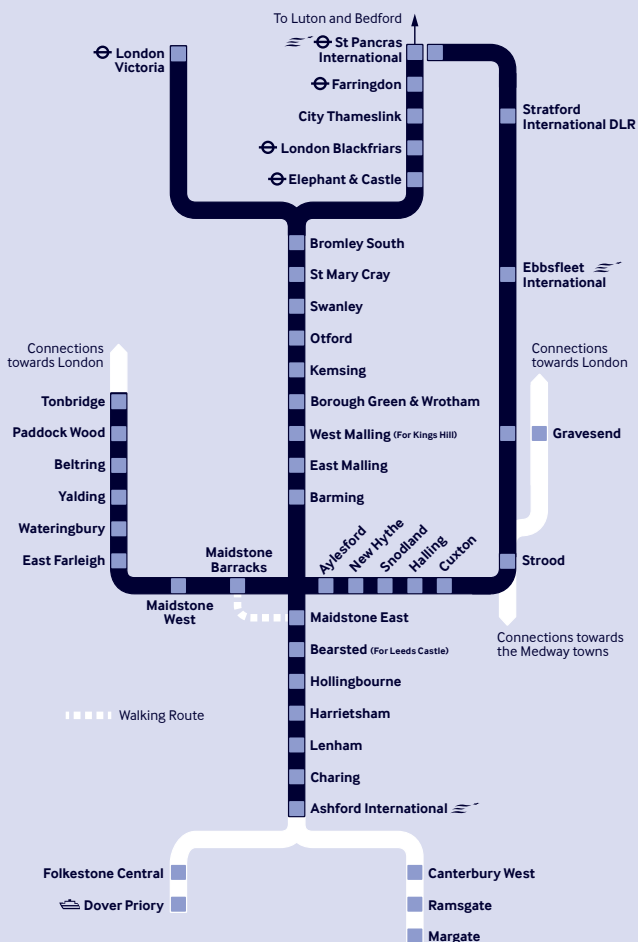 To Luton and Bedford
London
Victoria
St Pancras
International
Farringdon
City Thameslink
London Blackfriars
Elephant & Castle
Stratford
International DLR
Bromley South
St Mary Cray
Swanley
Otford
Kemsing
Borough Green & Wrotham
West Malling (For Kings Hill)
East Malling
Barming
Ebbsfleet
International
Connections
towards London
Gravesend
Strood
Connections towards
the Medway towns
Connections
towards London
Tonbridge
Paddock Wood
Beltring
Yalding
Wateringbury
East Farleigh
Maidstone
West
Maidstone
Barracks
Aylesford
New Hythe
Snodland
Halling
Cuxton
Maidstone East
Bearsted (For Leeds Castle)
Hollingbourne
Harrietsham
Lenham
Charing
Ashford International
Walking Route
Folkestone Central
Dover Priory
Canterbury West
Ramsgate
Margate